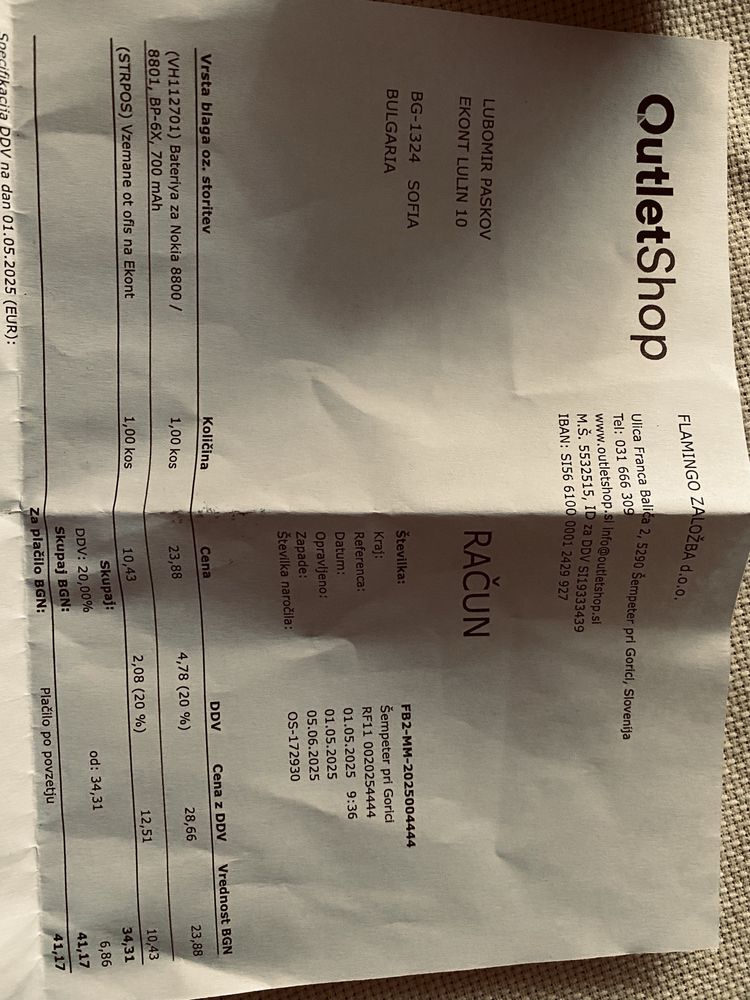 OutletShop
FLAMINGO ZALOŽBA d.o.o.
Ulica Franca Baliča 2, 5290 Šempeter pri Gorici, Slovenija
Tel: 031 666 309
www.outletshop.si info@outletshop.si
M.Š. 5532515, ID za DDV SI19333439
IBAN: SI56 6100 0001 2429 927
LUBOMIR PASKOV
EKONT LULIN 10
BG-1324 SOFIA
BULGARIA
RAČUN
Številka: FB2-MM-2025004444
Kraj: Šempeter pri Gorici
Referenca: RF11 0020254444
Datum: 01.05.2025 9:36
Opravljeno: 01.05.2025
Zapade: 05.06.2025
Številka naročila: OS-172930
Vrsta blaga oz. storitev Količina Cena DDV Cena z DDV Vrednost BGN
(VH112701) Bateriya za Nokia 8800 / 1,00 kos 23,88 4,78 (20 %) 28,66 23,88
8801, BP-6X, 700 mAh
(STRPOS) Vzemane ot ofis na Ekont 1,00 kos 10,43 2,08 (20 %) 12,51 10,43
Skupaj: 34,31
DDV: 20,00% od: 34,31 6,86
Skupaj BGN: 41,17
Za plačilo BGN: Plačilo po povzetju 41,17
Specifikacija DDV na dan 01.05.2025 (EUR):